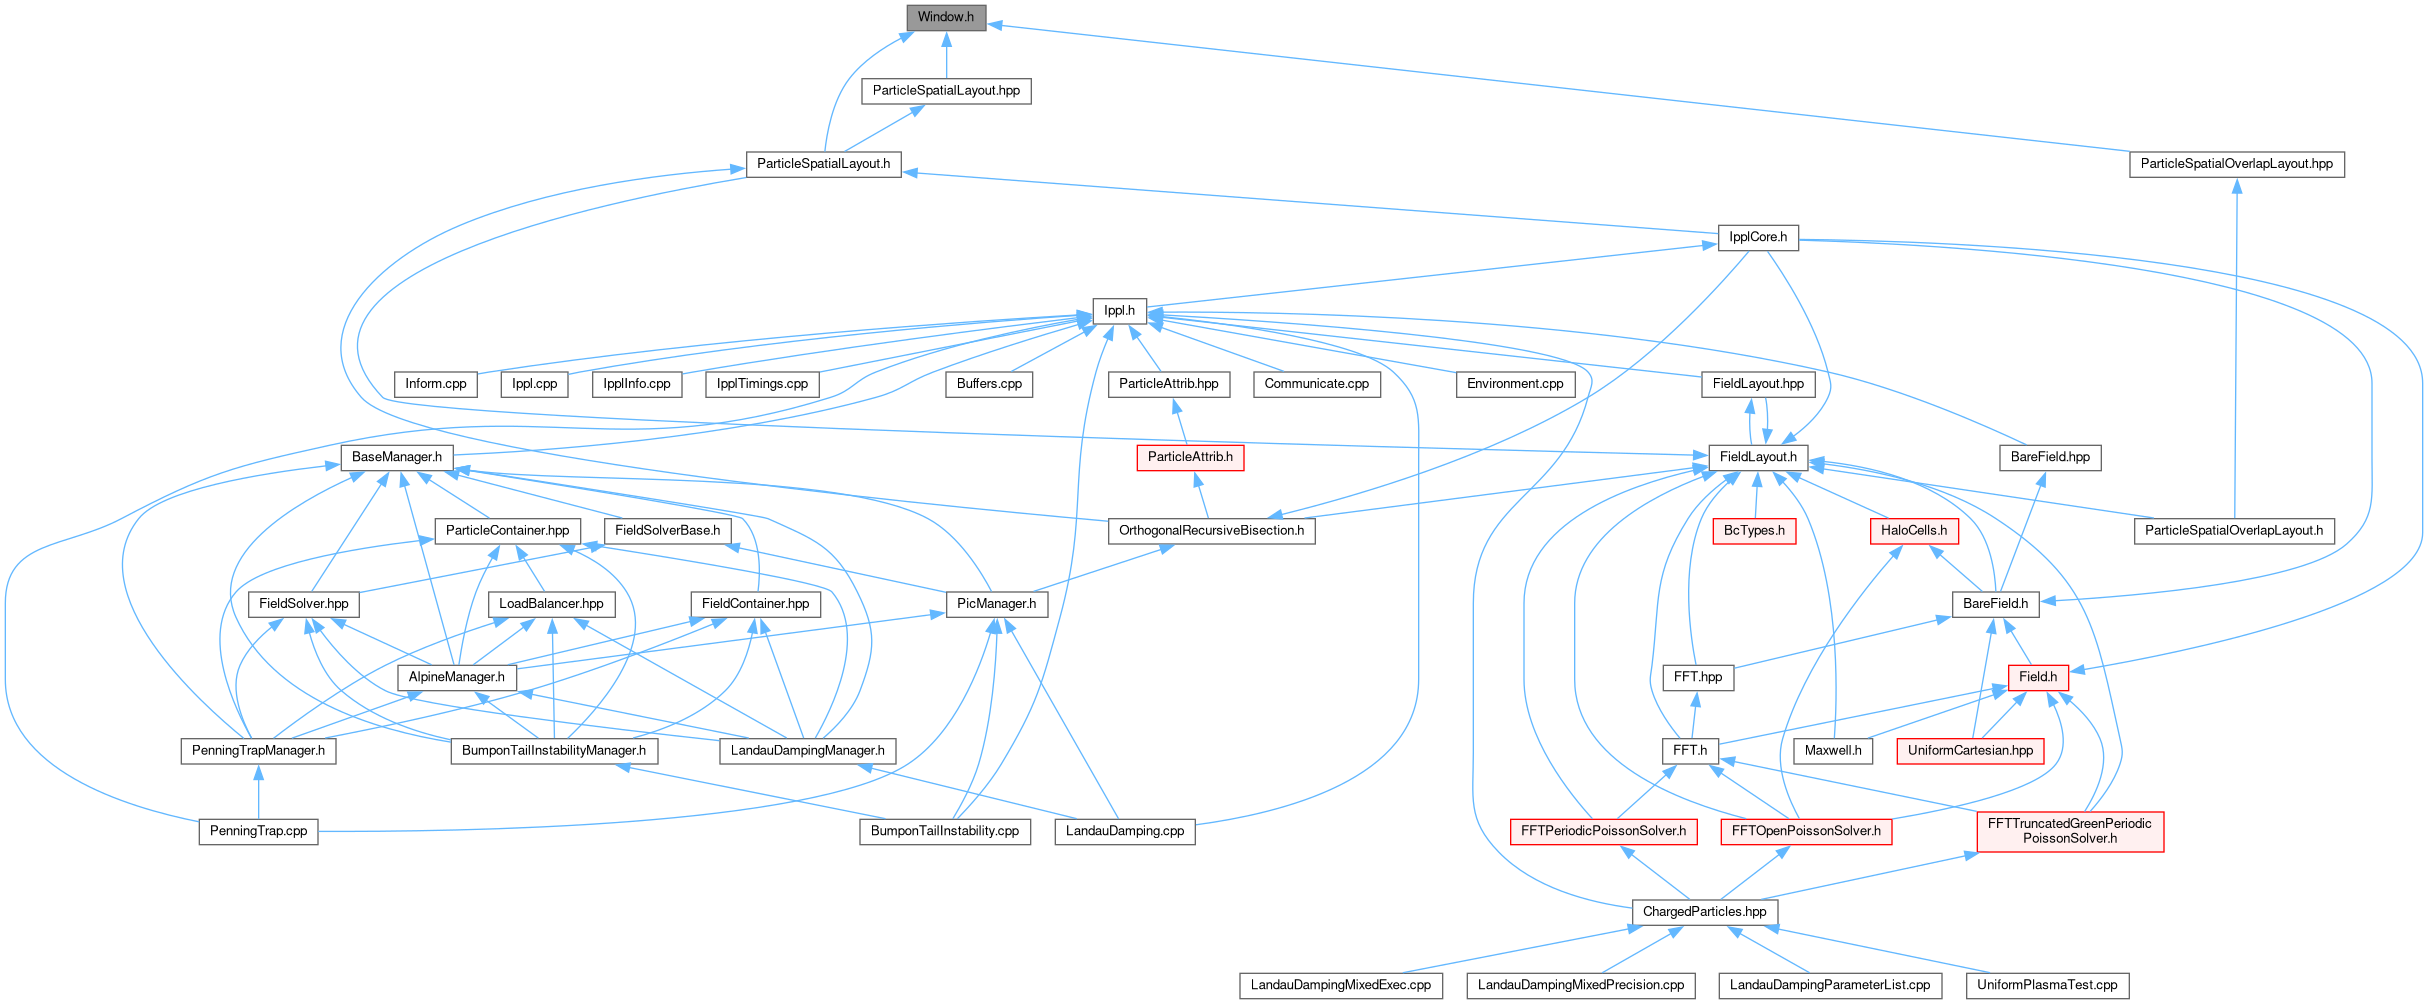 Window.h
ParticleSpatialLayout.hpp
ParticleSpatialLayout.h
ParticleSpatialOverlapLayout.hpp
IpplCore.h
Ippl.h
Inform.cpp
Ippl.cpp
IpplInfo.cpp
IpplTimings.cpp
Buffers.cpp
ParticleAttrib.hpp
Communicate.cpp
Environment.cpp
FieldLayout.hpp
BaseManager.h
ParticleAttrib.h
FieldLayout.h
BareField.hpp
ParticleContainer.hpp
FieldSolverBase.h
OrthogonalRecursiveBisection.h
BcTypes.h
HaloCells.h
ParticleSpatialOverlapLayout.h
FieldSolver.hpp
LoadBalancer.hpp
FieldContainer.hpp
PicManager.h
BareField.h
AlpineManager.h
FFT.hpp
Field.h
PenningTrapManager.h
BumponTailInstabilityManager.h
LandauDampingManager.h
FFT.h
Maxwell.h
UniformCartesian.hpp
PenningTrap.cpp
BumponTailInstability.cpp
LandauDamping.cpp
FFTPeriodicPoissonSolver.h
FFTOpenPoissonSolver.h
FFTTruncatedGreenPeriodic
PoissonSolver.h
ChargedParticles.hpp
LandauDampingMixedExec.cpp
LandauDampingMixedPrecision.cpp
LandauDampingParameterList.cpp
UniformPlasmaTest.cpp